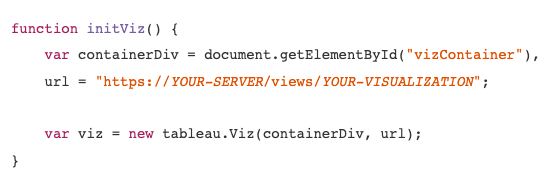 function initViz() {
    var containerDiv = document.getElementById("vizContainer"),
    url = "https://YOUR-SERVER/views/YOUR-VISUALIZATION";

    var viz = new tableau.Viz(containerDiv, url);
}